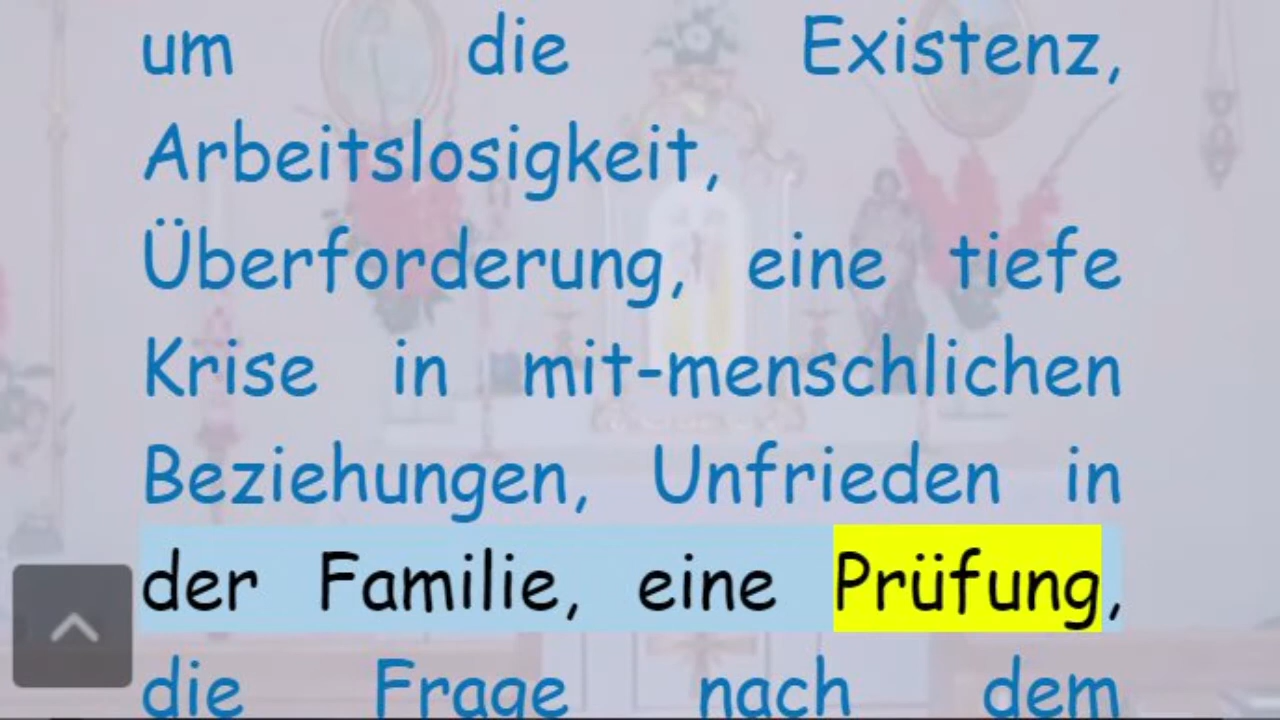 um die Existenz,
Arbeitslosigkeit,
Überforderung, eine tiefe
Krise in mit-menschlichen
Beziehungen, Unfrieden in
der Familie, eine Prüfung,
die Frage nach dem